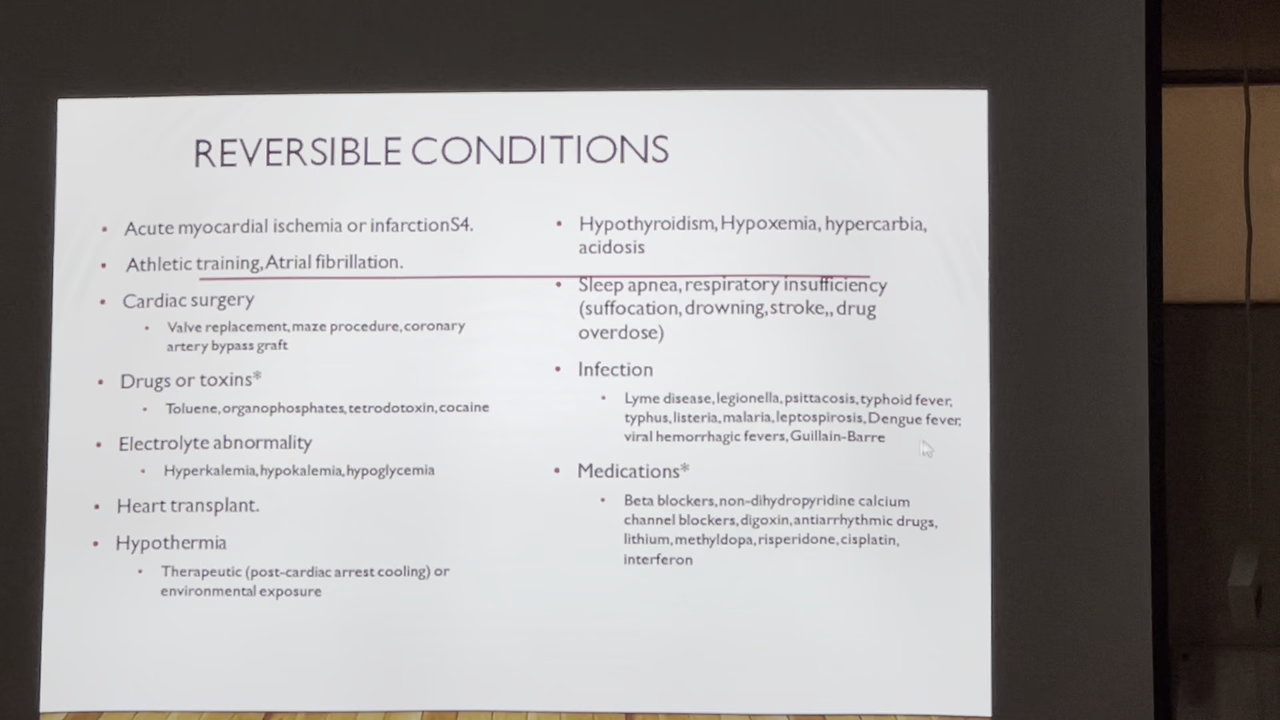 REVERSIBLE CONDITIONS
• Acute myocardial ischemia or infarctionS4.
• Athletic training, Atrial fibrillation.
• Cardiac surgery
• Valve replacement, maze procedure, coronary
artery bypass graft
• Drugs or toxins*
• Toluene, organophosphates, tetrodotoxin, cocaine
• Electrolyte abnormality
• Hyperkalemia, hypokalemia, hypoglycemia
• Heart transplant.
• Hypothermia
• Therapeutic (post-cardiac arrest cooling) or
environmental exposure
• Hypothyroidism, Hypoxemia, hypercarbia,
acidosis
• Sleep apnea, respiratory insufficiency
(suffocation, drowning, stroke,, drug
overdose)
• Infection
• Lyme disease, legionella, psittacosis, typhoid fever,
typhus, listeria, malaria, leptospirosis, Dengue fever,
viral hemorrhagic fevers, Guillain-Barre
• Medications*
• Beta blockers, non-dihydropyridine calcium
channel blockers, digoxin, antiarrhythmic drugs,
lithium, methyldopa, risperidone, cisplatin,
interferon